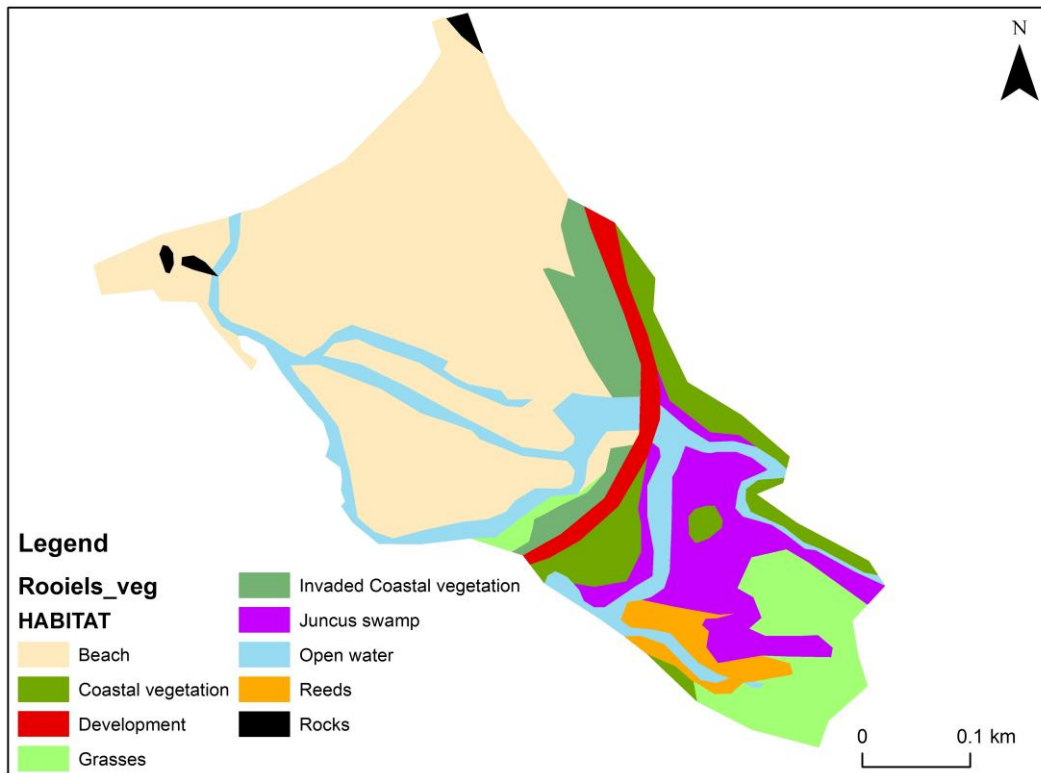 N
Legend
Rooiels_veg
HABITAT
Beach
Coastal vegetation
Development
Grasses
Invaded Coastal vegetation
Juncus swamp
Open water
Reeds
Rocks
0 0.1 km